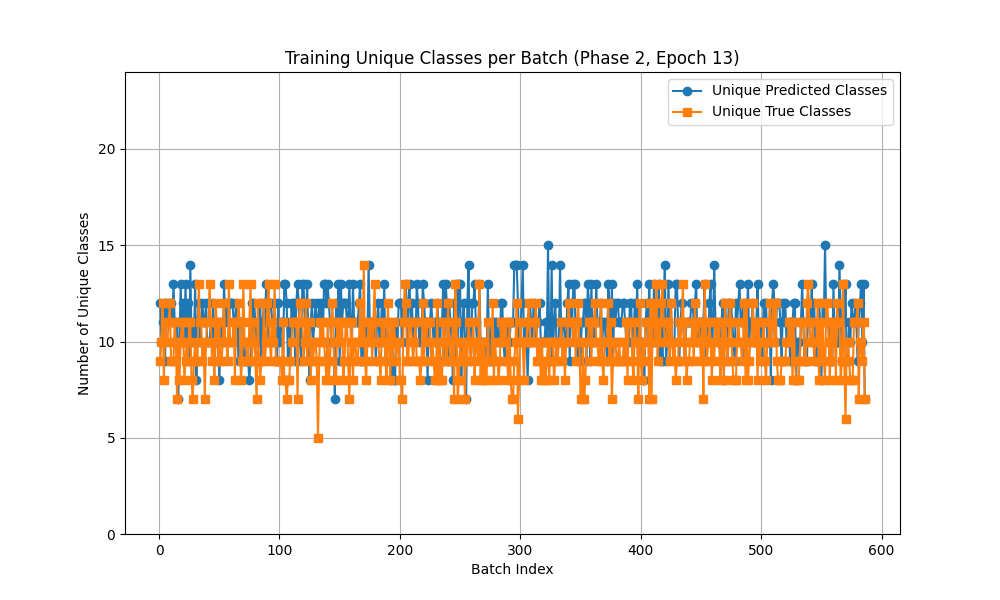 Training Unique Classes per Batch (Phase 2, Epoch 13)
Unique Predicted Classes
Unique True Classes
Number of Unique Classes
20
15
10
5
0
0 100 200 300 400 500 600
Batch Index